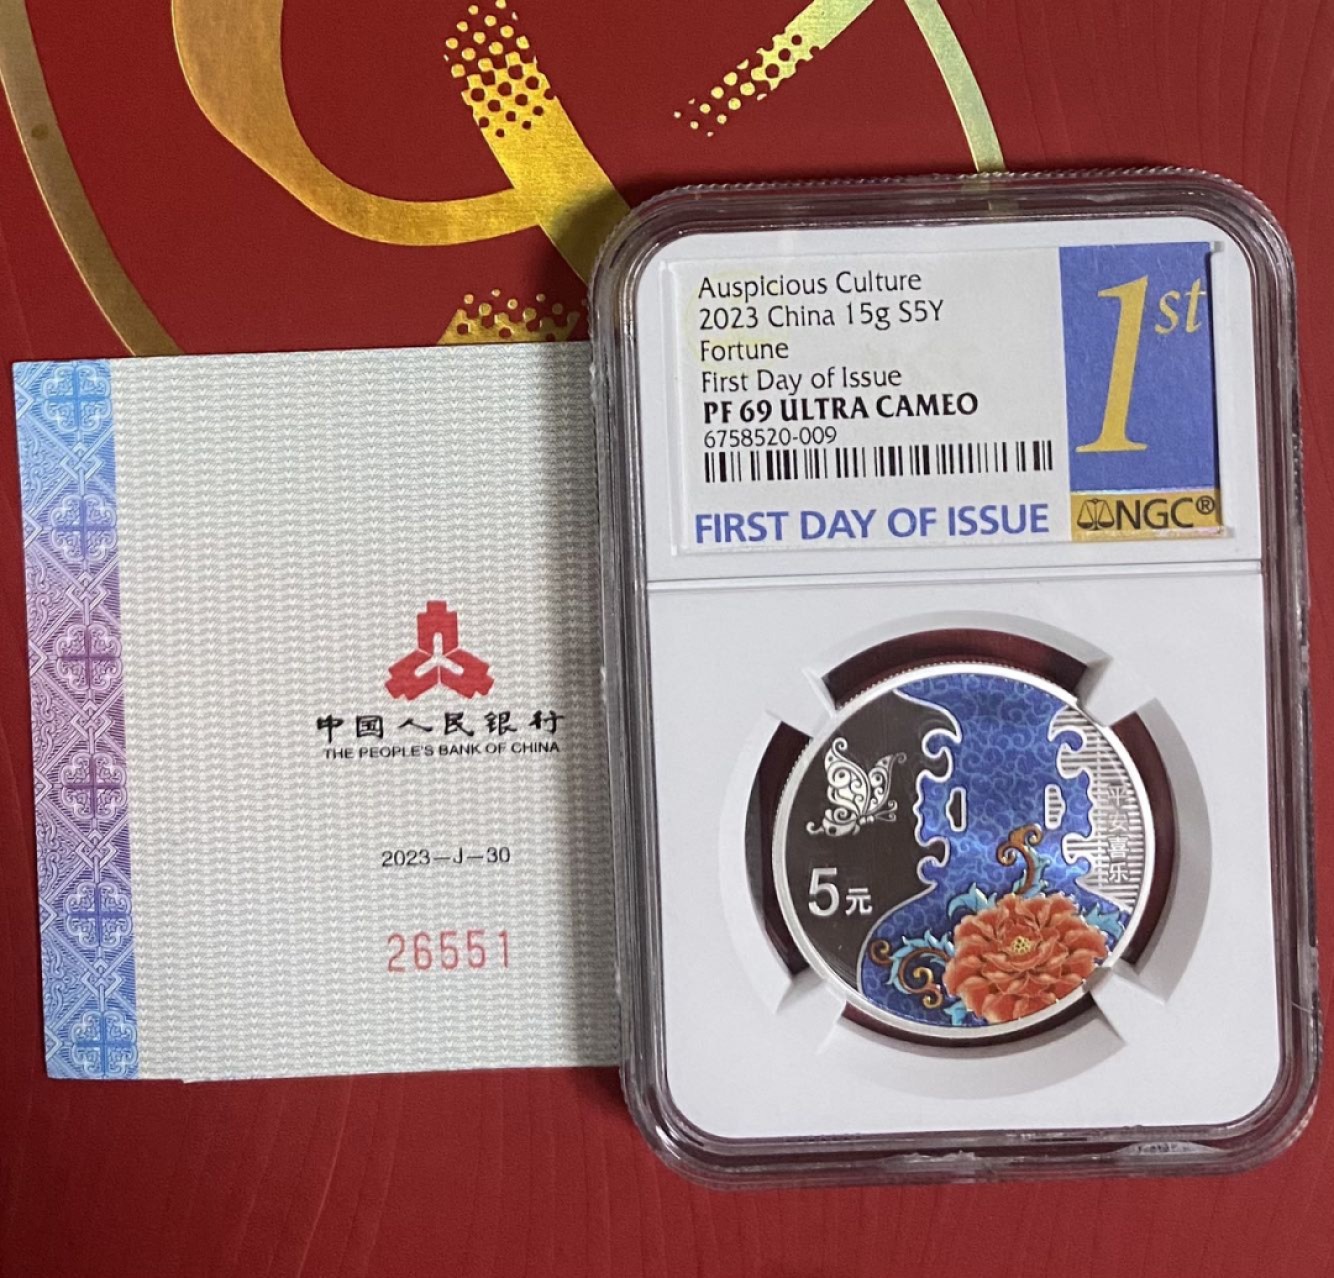 中国人民银行
THE PEOPLE'S BANK OF CHINA
2023—J—30
26551
Auspicious Culture
2023 China 15g S5Y
Fortune
First Day of Issue
PF 69 ULTRA CAMEO
6758520-009
FIRST DAY OF ISSUE
1st
NGC®
5元
平安喜乐